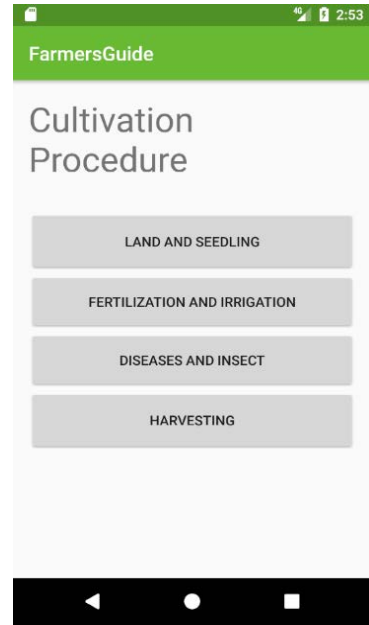 4G 2:53
FarmersGuide
Cultivation
Procedure
LAND AND SEEDLING
FERTILIZATION AND IRRIGATION
DISEASES AND INSECT
HARVESTING